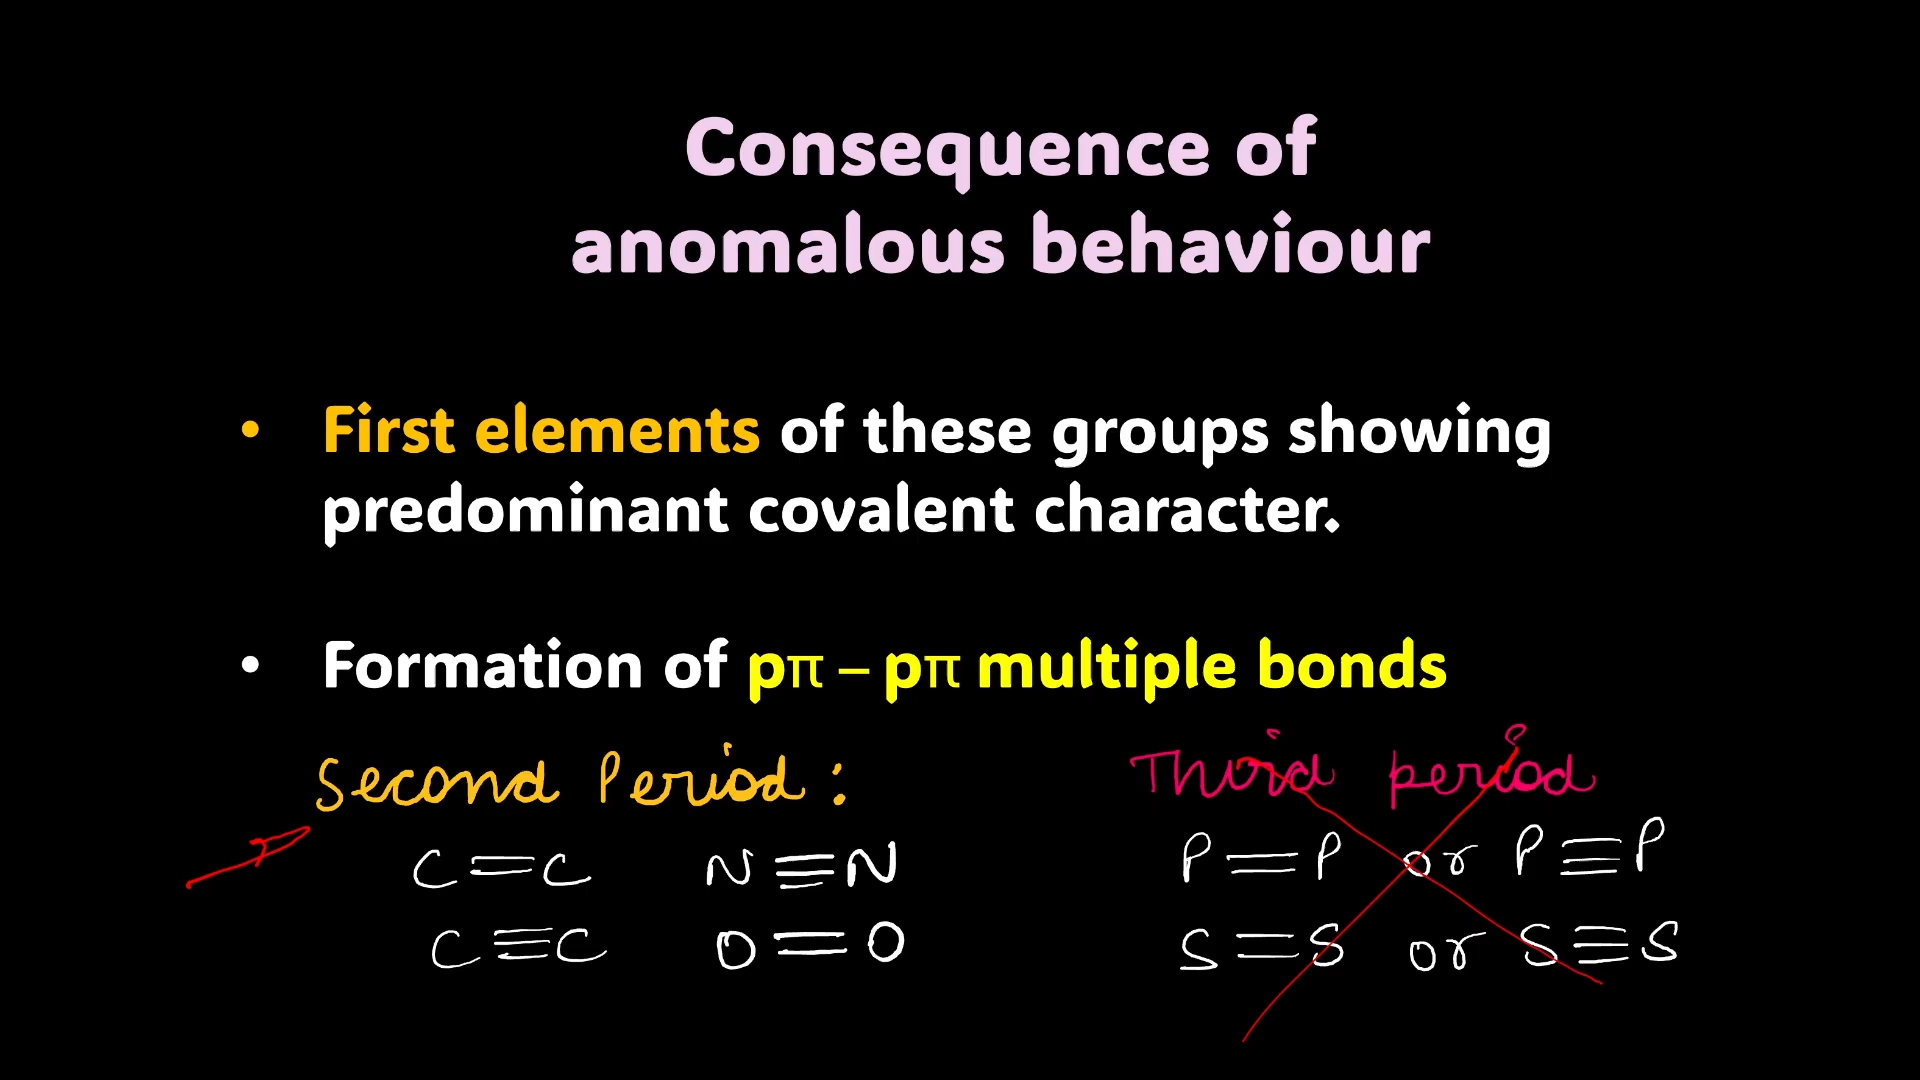 Consequence of
anomalous behaviour
• First elements of these groups showing
predominant covalent character.
• Formation of pπ – pπ multiple bonds
Second Period :
Third period
C=C N≡N
P=P or P≡P
C≡C O=O
S=S or S≡S